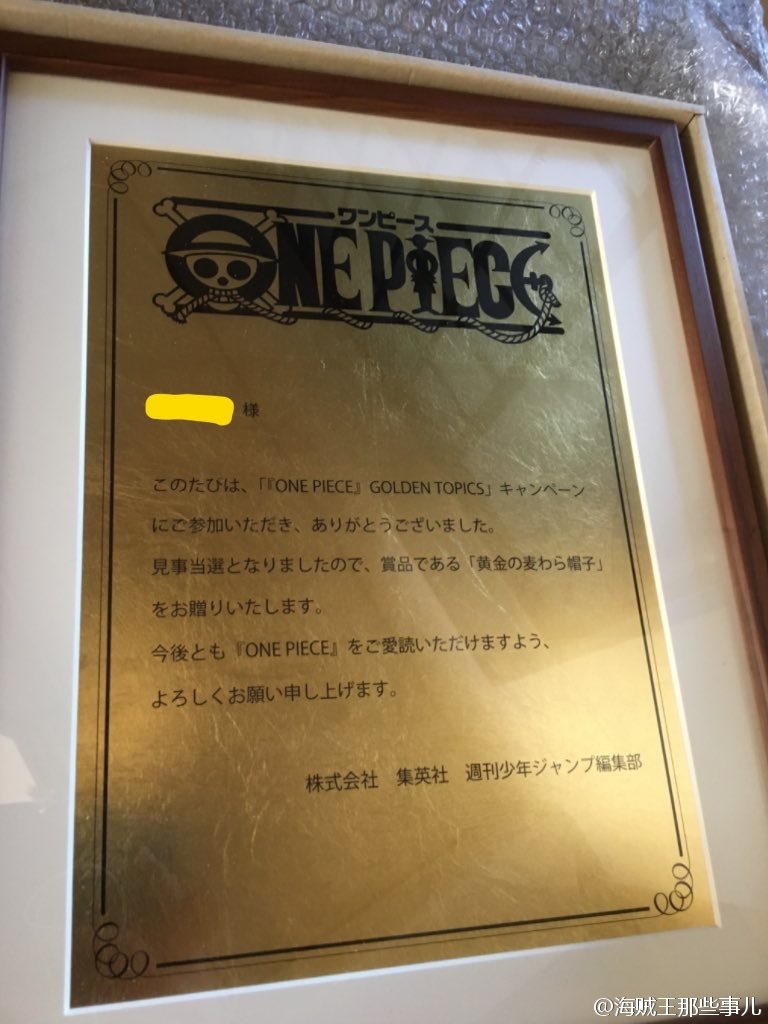 ワンピース
ONE PIECE
様
このたびは、「『ONE PIECE』 GOLDEN TOPICS」キャンペーン
にご参加いただき、ありがとうございました。
見事当選となりましたので、賞品である「黄金の麦わら帽子」
をお贈りいたします。
今後とも『ONE PIECE』をご愛読いただけますよう、
よろしくお願い申し上げます。
株式会社　集英社　週刊少年ジャンプ編集部
@海贼王那些事儿